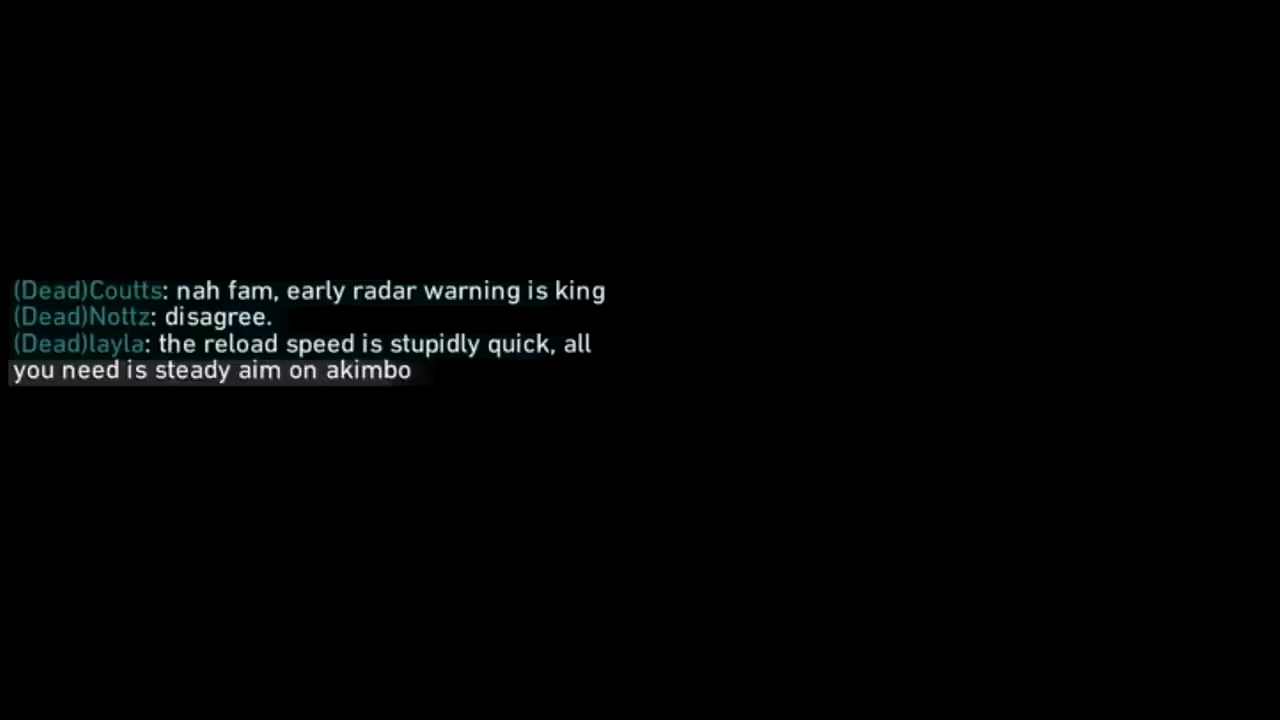 (Dead)Coutts: nah fam, early radar warning is king
(Dead)Nottz: disagree.
(Dead)layla: the reload speed is stupidly quick, all
you need is steady aim on akimbo